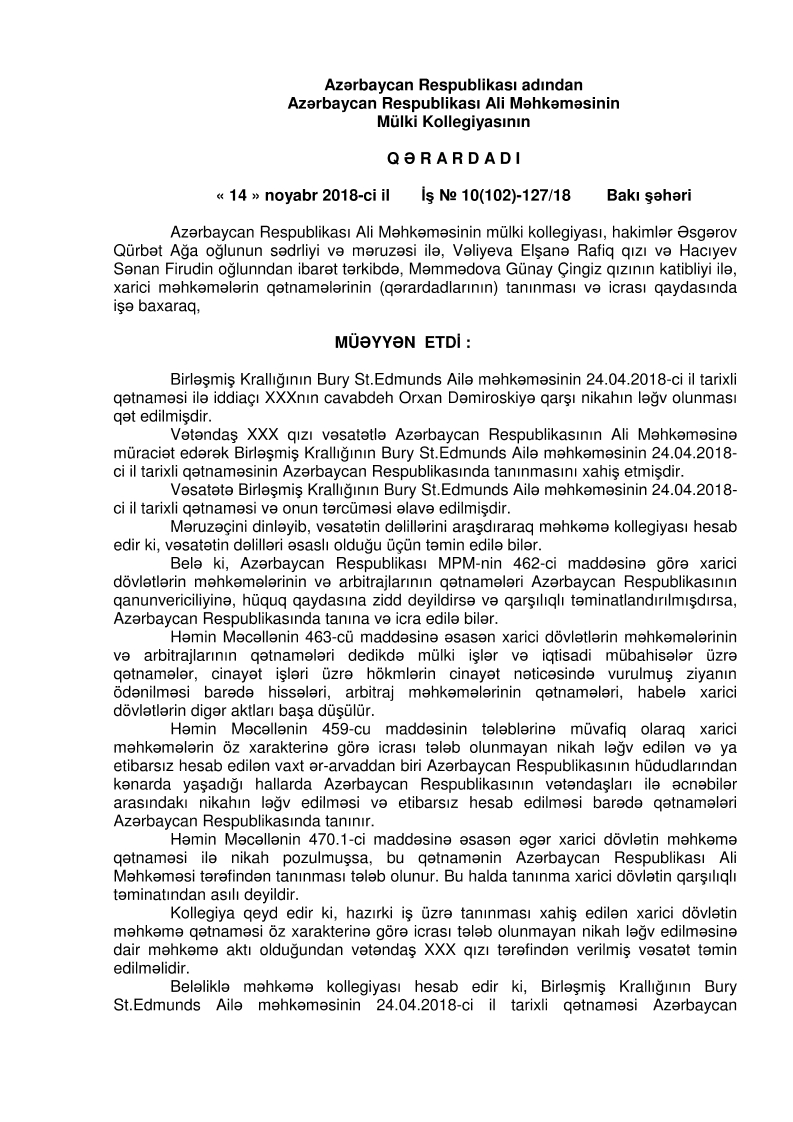 Azərbaycan Respublikası adından
Azərbaycan Respublikası Ali Məhkəməsinin
Mülki Kollegiyasının
Q Ə R A R D A D I
« 14 » noyabr 2018-ci il İş № 10(102)-127/18 Bakı şəhəri
Azərbaycan Respublikası Ali Məhkəməsinin mülki kollegiyası, hakimlər Əsgərov
Qürbət Ağa oğlunun sədrliyi və məruzəsi ilə, Vəliyeva Elşanə Rafiq qızı və Hacıyev
Sənan Firudin oğlunndan ibarət tərkibdə, Məmmədova Günay Çingiz qızının katibliyi ilə,
xarici məhkəmələrin qətnamələrinin (qərardadlarının) tanınması və icrası qaydasında
işə baxaraq,
MÜƏYYƏN ETDİ :
Birləşmiş Krallığının Bury St.Edmunds Ailə məhkəməsinin 24.04.2018-ci il tarixli
qətnaməsi ilə iddiaçı XXXnın cavabdeh Orxan Dəmiroskiyə qarşı nikahın ləğv olunması
qət edilmişdir.
Vətəndaş XXX qızı vəsatətlə Azərbaycan Respublikasının Ali Məhkəməsinə
müraciət edərək Birləşmiş Krallığının Bury St.Edmunds Ailə məhkəməsinin 24.04.2018-
ci il tarixli qətnaməsinin Azərbaycan Respublikasında tanınmasını xahiş etmişdir.
Vəsatətə Birləşmiş Krallığının Bury St.Edmunds Ailə məhkəməsinin 24.04.2018-
ci il tarixli qətnaməsi və onun tərcüməsi əlavə edilmişdir.
Məruzəçini dinləyib, vəsatətin dəlillərini araşdıraraq məhkəmə kollegiyası hesab
edir ki, vəsatətin dəlilləri əsaslı olduğu üçün təmin edilə bilər.
Belə ki, Azərbaycan Respublikası MPM-nin 462-ci maddəsinə görə xarici
dövlətlərin məhkəmələrinin və arbitrajlarının qətnamələri Azərbaycan Respublikasının
qanunvericiliyinə, hüquq qaydasına zidd deyildirsə və qarşılıqlı təminatlandırılmışdırsa,
Azərbaycan Respublikasında tanına və icra edilə bilər.
Həmin Məcəllənin 463-cü maddəsinə əsasən xarici dövlətlərin məhkəmələrinin
və arbitrajlarının qətnamələri dedikdə mülki işlər və iqtisadi mübahisələr üzrə
qətnamələr, cinayət işləri üzrə hökmlərin cinayət nəticəsində vurulmuş ziyanın
ödənilməsi barədə hissələri, arbitraj məhkəmələrinin qətnamələri, habelə xarici
dövlətlərin digər aktları başa düşülür.
Həmin Məcəllənin 459-cu maddəsinin tələblərinə müvafiq olaraq xarici
məhkəmələrin öz xarakterinə görə icrası tələb olunmayan nikah ləğv edilən və ya
etibarsız hesab edilən vaxt ər-arvaddan biri Azərbaycan Respublikasının hüdudlarından
kənarda yaşadığı hallarda Azərbaycan Respublikasının vətəndaşları ilə əcnəbilər
arasındakı nikahın ləğv edilməsi və etibarsız hesab edilməsi barədə qətnamələri
Azərbaycan Respublikasında tanınır.
Həmin Məcəllənin 470.1-ci maddəsinə əsasən əgər xarici dövlətin məhkəmə
qətnaməsi ilə nikah pozulmuşsa, bu qətnamənin Azərbaycan Respublikası Ali
Məhkəməsi tərəfindən tanınması tələb olunur. Bu halda tanınma xarici dövlətin qarşılıqlı
təminatından asılı deyildir.
Kollegiya qeyd edir ki, hazırki iş üzrə tanınması xahiş edilən xarici dövlətin
məhkəmə qətnaməsi öz xarakterinə görə icrası tələb olunmayan nikah ləğv edilməsinə
dair məhkəmə aktı olduğundan vətəndaş XXX qızı tərəfindən verilmiş vəsatət təmin
edilməlidir.
Beləliklə məhkəmə kollegiyası hesab edir ki, Birləşmiş Krallığının Bury
St.Edmunds Ailə məhkəməsinin 24.04.2018-ci il tarixli qətnaməsi Azərbaycan